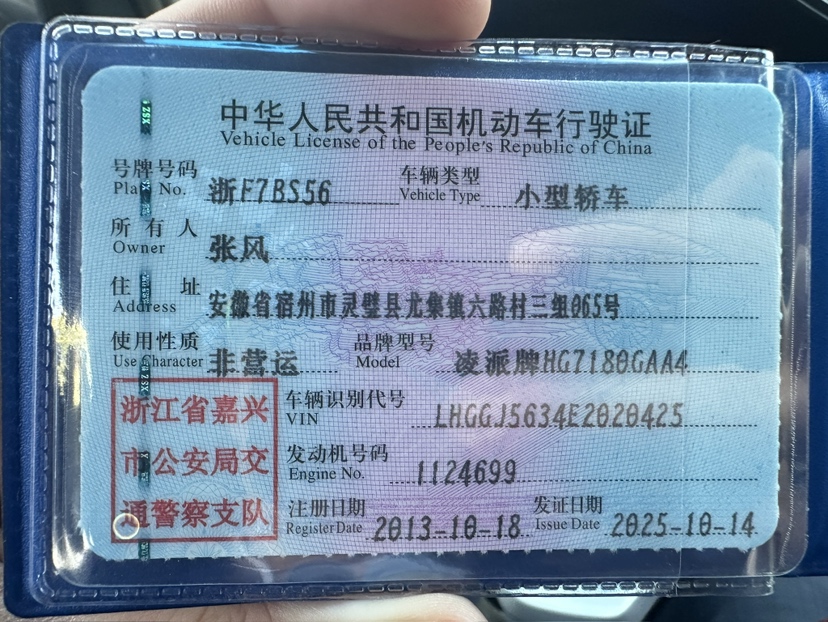 中华人民共和国机动车行驶证
Vehicle License of the People's Republic of China
号牌号码 浙F7BS56 车辆类型 小型轿车
Plate No. Vehicle Type
所有人 张风
Owner
住址 安徽省宿州市灵璧县尤集镇六路村三组065号
Address
使用性质 非营运 品牌型号 凌派牌HG7180GAA4
Use Character Model
浙江省嘉兴
市公安局交
通警察支队
车辆识别代号 LHGGJ5634E2020425
VIN
发动机号码 1124699
Engine No.
注册日期 2013-10-18 发证日期 2025-10-14
Register Date Issue Date